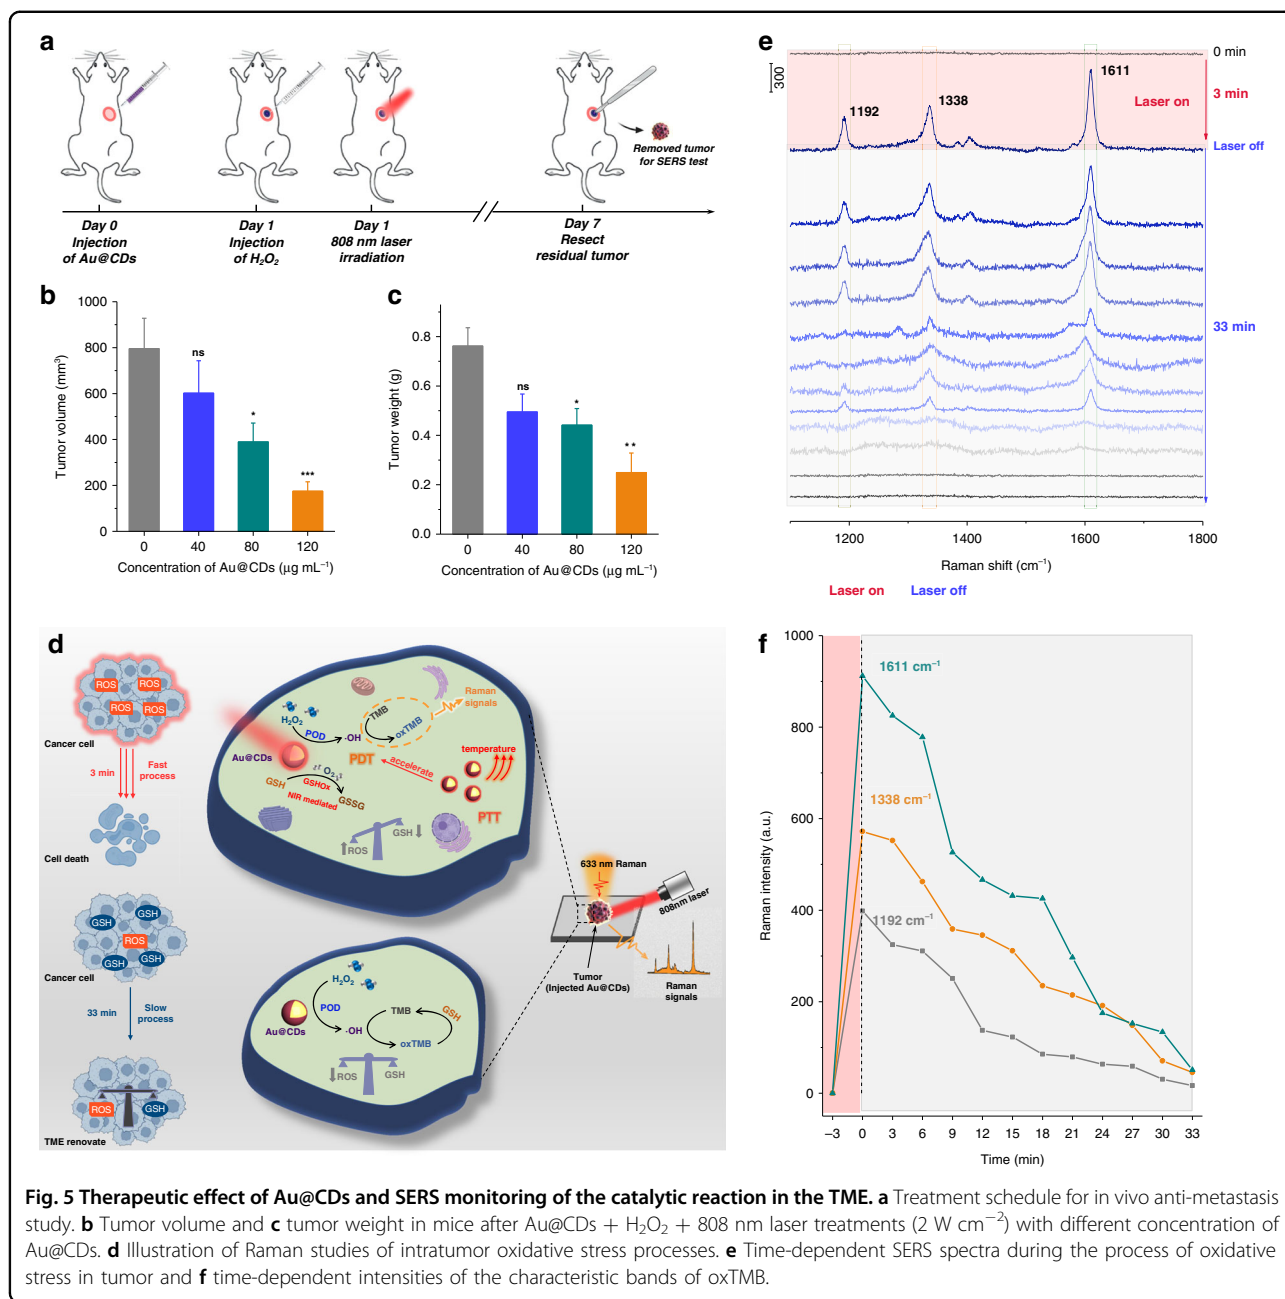 a
Day 0
Injection
of Au@CDs
Day 1
Injection
of H₂O₂
Day 1
808 nm laser
irradiation
Day 7
Resect
residual tumor
Removed tumor
for SERS test
b
Tumor volume (mm³)
1000
800
600
400
200
0
ns
*
***
0 40 80 120
Concentration of Au@CDs (μg mL⁻¹)
c
Tumor weight (g)
0.8
0.6
0.4
0.2
0.0
ns
*
**
0 40 80 120
Concentration of Au@CDs (μg mL⁻¹)
d
ROS
ROS
ROS ROS
Cancer cell
3 min
Fast
process
Cell death
GSH
GSH
ROS
GSH
GSH
Cancer cell
33 min
Slow
process
ROS
GSH
TME renovate
H₂O₂
POD
·OH
TMB
oxTMB
Raman
signals
Au@CDs
PDT
accelerate
temperature
O₂
GSH
GSHOx
NIR mediated
GSSG
PTT
ROS
GSH
H₂O₂
POD
Au@CDs
·OH
TMB
oxTMB
GSH
ROS
GSH
633 nm Raman
808nm laser
Tumor
(Injected Au@CDs)
Raman
signals
e
300
1192
1338
1611
0 min
Laser on
3 min
Laser off
33 min
1200 1400 1600 1800
Raman shift (cm⁻¹)
Laser on Laser off
f
Raman intensity (a.u.)
1000
800
600
400
200
0
1611 cm⁻¹
1338 cm⁻¹
1192 cm⁻¹
−3 0 3 6 9 12 15 18 21 24 27 30 33
Time (min)
Fig. 5 Therapeutic effect of Au@CDs and SERS monitoring of the catalytic reaction in the TME. a Treatment schedule for in vivo anti-metastasis
study. b Tumor volume and c tumor weight in mice after Au@CDs + H₂O₂ + 808 nm laser treatments (2 W cm⁻²) with different concentration of
Au@CDs. d Illustration of Raman studies of intratumor oxidative stress processes. e Time-dependent SERS spectra during the process of oxidative
stress in tumor and f time-dependent intensities of the characteristic bands of oxTMB.